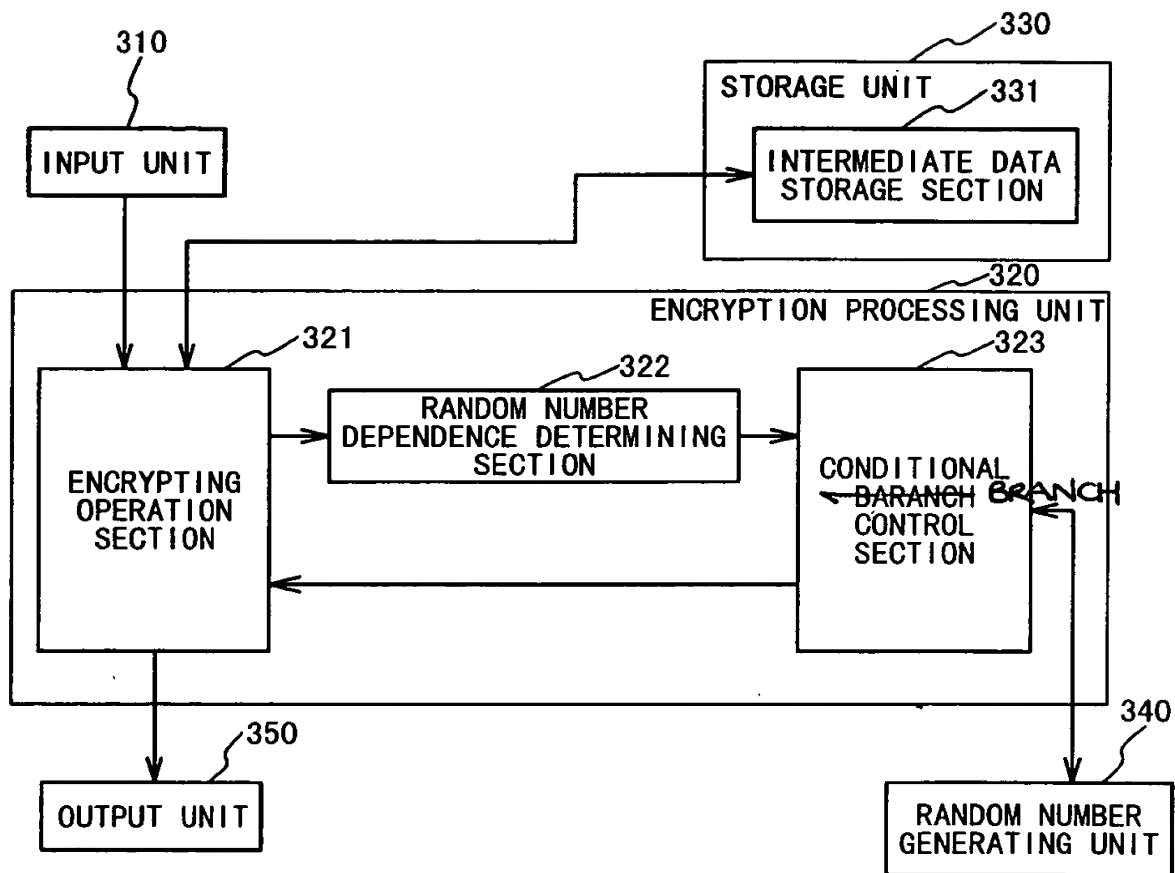 310
INPUT UNIT
330
STORAGE UNIT
331
INTERMEDIATE DATA
STORAGE SECTION
320
ENCRYPTION PROCESSING UNIT
321
ENCRYPTING
OPERATION
SECTION
322
RANDOM NUMBER
DEPENDENCE DETERMINING
SECTION
323
CONDITIONAL
BARANCH BRANCH
CONTROL
SECTION
350
OUTPUT UNIT
340
RANDOM NUMBER
GENERATING UNIT